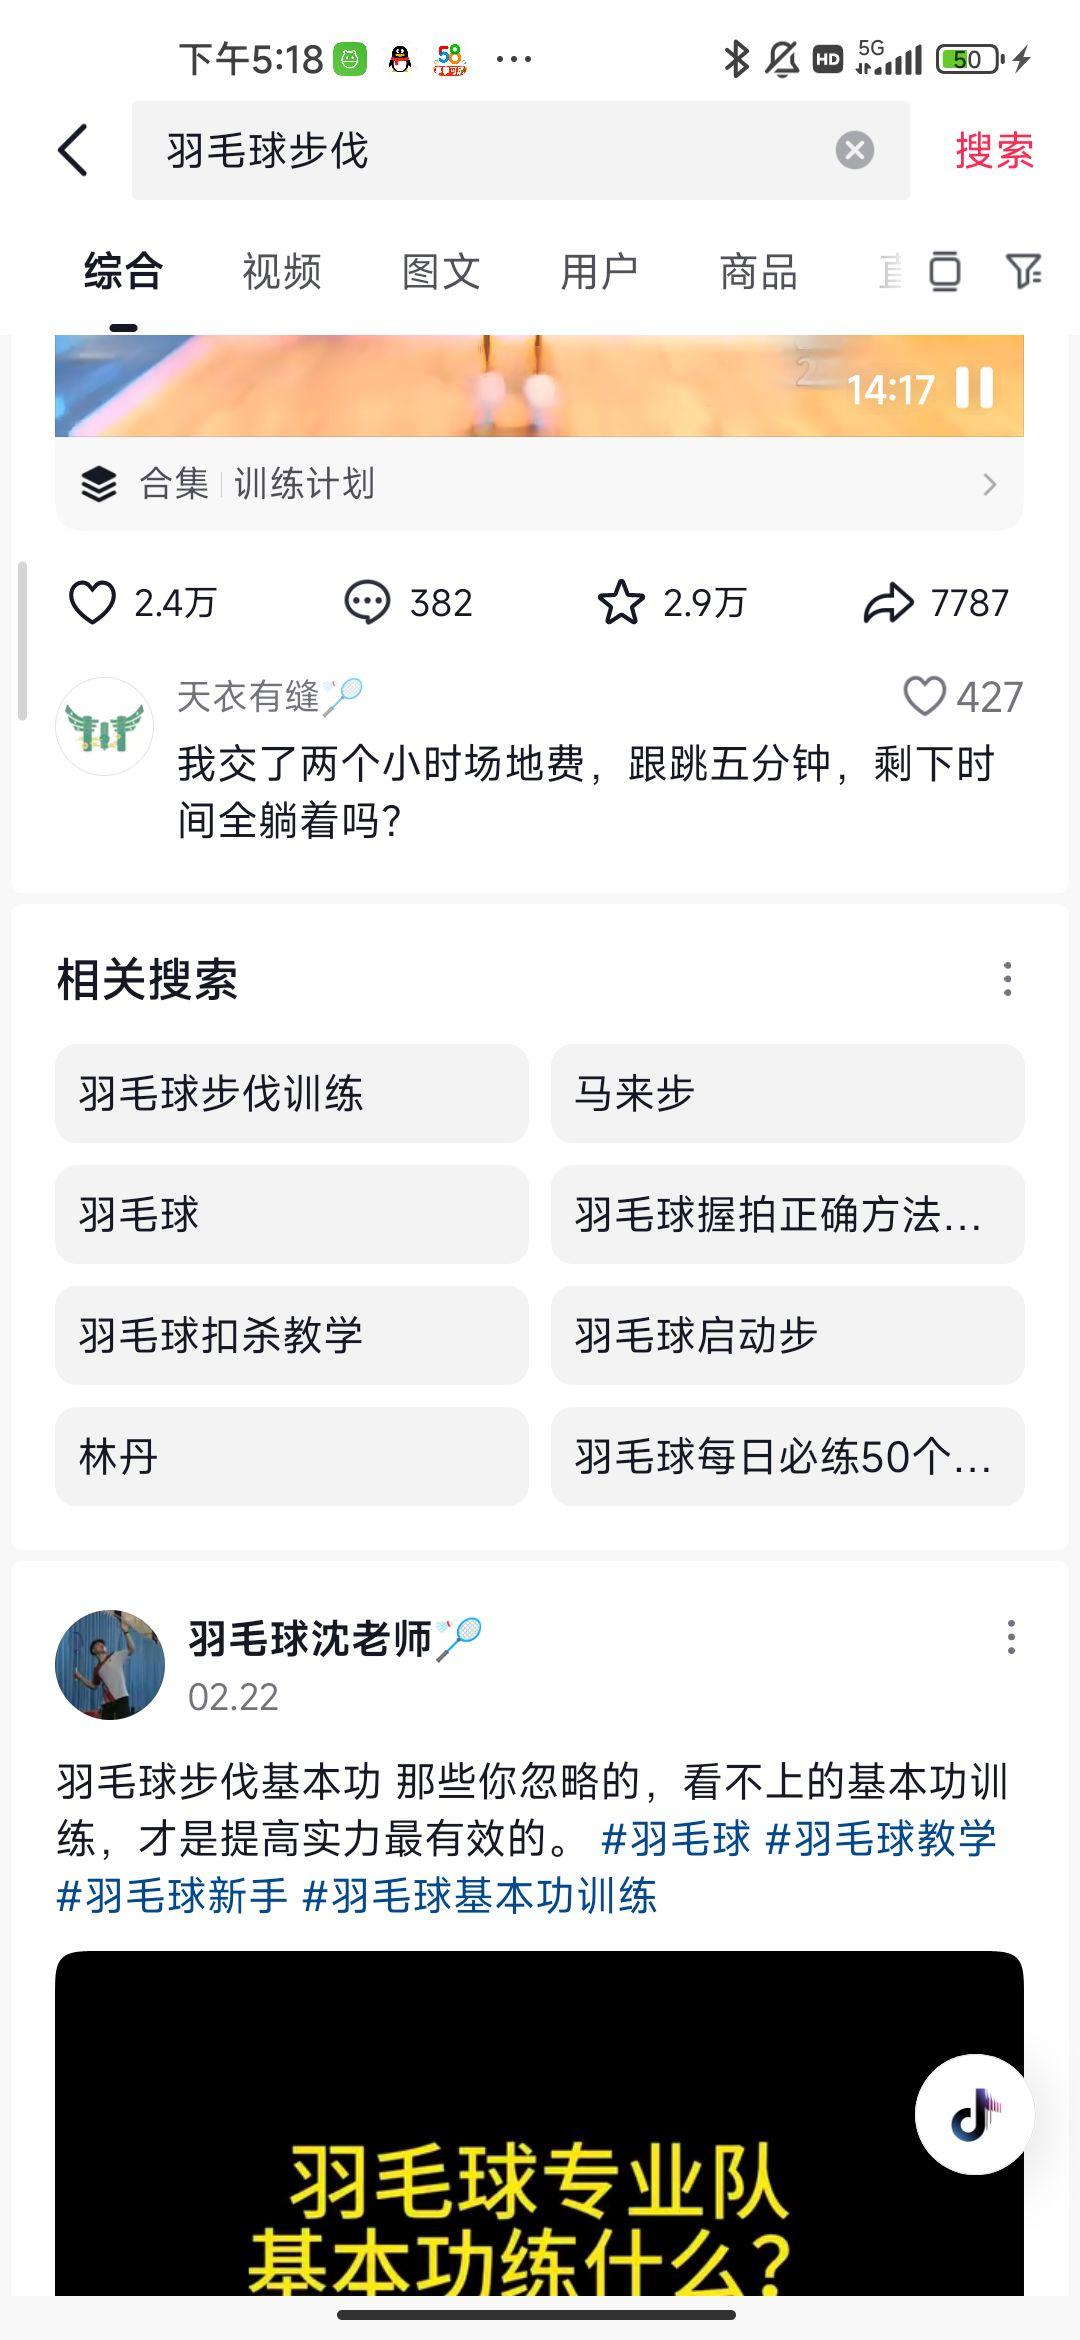 下午5:18
58
HD
5G
50
羽毛球步伐
搜索
综合 视频 图文 用户 商品
14:17
合集 训练计划
2.4万 382 2.9万 7787
天衣有缝
427
我交了两个小时场地费，跟跳五分钟，剩下时
间全躺着吗？
相关搜索
羽毛球步伐训练 马来步
羽毛球 羽毛球握拍正确方法...
羽毛球扣杀教学 羽毛球启动步
林丹 羽毛球每日必练50个...
羽毛球沈老师
02.22
羽毛球步伐基本功 那些你忽略的，看不上的基本功训
练，才是提高实力最有效的。 #羽毛球 #羽毛球教学
#羽毛球新手 #羽毛球基本功训练
羽毛球专业队
基本功练什么？